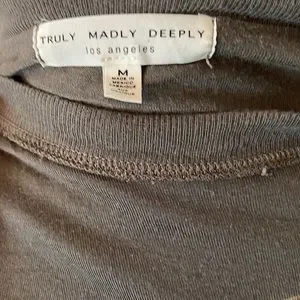 TRULY MADLY DEEPLY
los angeles
M
MADE IN
MEXICO